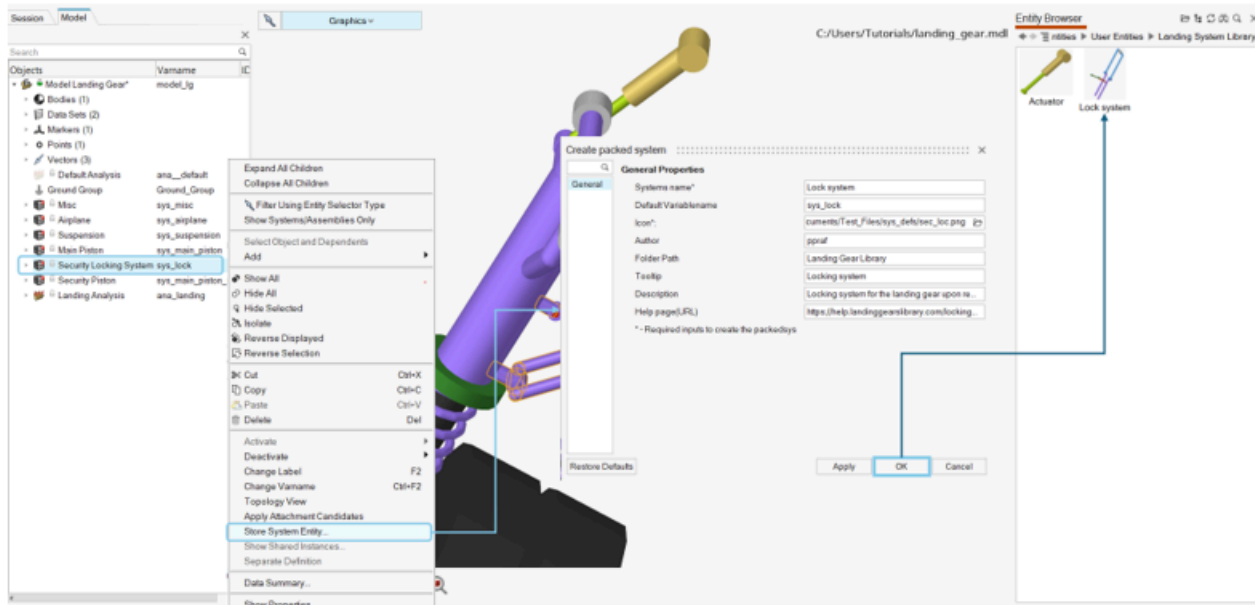 Session Model
Graphics
C:/Users/Tutorials/landing_gear.mdl
Search
Objects Varname ID
Model Landing Gear* model_lg
Bodies (1)
Data Sets (2)
Markers (1)
Points (1)
Vectors (3)
Default Analysis ana__default
Ground Group Ground_Group
Misc sys_misc
Airplane sys_airplane
Suspension sys_suspension
Main Piston sys_main_piston
Security Locking System sys_lock
Security Piston sys_main_piston_
Landing Analysis ana_landing
Expand All Children
Collapse All Children
Filter Using Entity Selector Type
Show Systems/Assemblies Only
Select Object and Dependents
Add
Show All
Hide All
Hide Selected
Isolate
Reverse Displayed
Reverse Selection
Cut Ctrl+X
Copy Ctrl+C
Paste Ctrl+V
Delete Del
Activate
Deactivate
Change Label F2
Change Varname Ctrl+F2
Topology View
Apply Attachment Candidates
Store System Entity...
Show Shared Instances...
Separate Definition
Data Summary...
Create packed system
General
General Properties
Systems name* Lock system
Default Variablename sys_lock
Icon*: cuments/Test_Files/sys_defs/sec_loc.png
Author ppraf
Folder Path Landing Gear Library
Tooltip Locking system
Description Locking system for the landing gear upon re...
Help page(URL) https://help.landinggearslibrary.com/locking...
* - Required inputs to create the packedsys
Restore Defaults Apply OK Cancel
Entity Browser
User Entities Landing System Library
Actuator Lock system